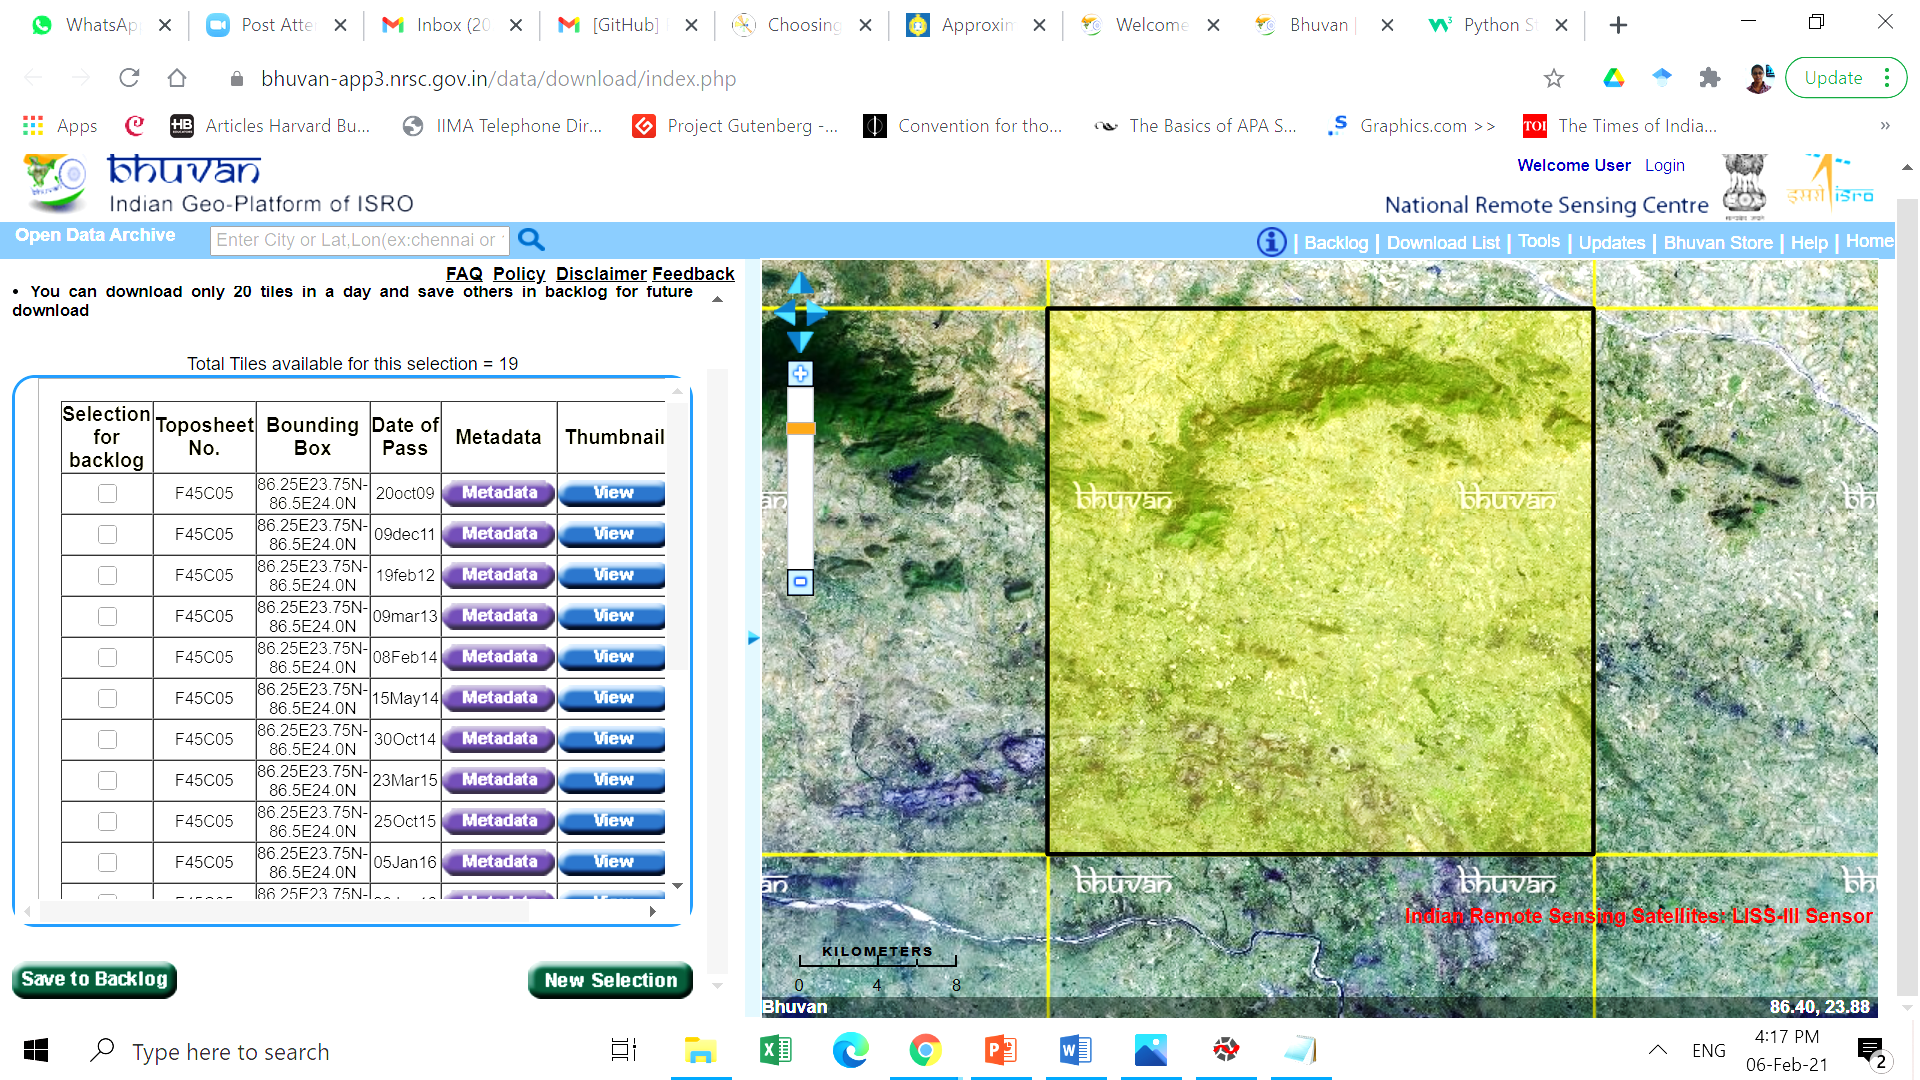 WhatsAp
Post Atte
Inbox (20
[GitHub]
Choosing
Approxim
Welcome
Bhuvan |
Python S
bhuvan-app3.nrsc.gov.in/data/download/index.php
Update
Apps
HB
Articles Harvard Bu...
IIMA Telephone Dir...
Project Gutenberg -...
Convention for tho...
The Basics of APA S...
S
Graphics.com >>
TOI
The Times of India...
»
bhuvan
Indian Geo-Platform of ISRO
Welcome User Login
National Remote Sensing Centre
इसरो isro
Open Data Archive
Enter City or Lat,Lon(ex:chennai or
| Backlog | Download List | Tools | Updates | Bhuvan Store | Help | Home
FAQ Policy Disclaimer Feedback
• You can download only 20 tiles in a day and save others in backlog for future
download
Total Tiles available for this selection = 19
Selection for backlog Toposheet No. Bounding Box Date of Pass Metadata Thumbnail
F45C05 86.25E23.75N-86.5E24.0N 20oct09 Metadata View
F45C05 86.25E23.75N-86.5E24.0N 09dec11 Metadata View
F45C05 86.25E23.75N-86.5E24.0N 19feb12 Metadata View
F45C05 86.25E23.75N-86.5E24.0N 09mar13 Metadata View
F45C05 86.25E23.75N-86.5E24.0N 08Feb14 Metadata View
F45C05 86.25E23.75N-86.5E24.0N 15May14 Metadata View
F45C05 86.25E23.75N-86.5E24.0N 30Oct14 Metadata View
F45C05 86.25E23.75N-86.5E24.0N 23Mar15 Metadata View
F45C05 86.25E23.75N-86.5E24.0N 25Oct15 Metadata View
F45C05 86.25E23.75N-86.5E24.0N 05Jan16 Metadata View
86.25E23.75N-
Save to Backlog
New Selection
an
bhuvan
bhuvan
bh
an
bhuvan
bhuvan
bh
Indian Remote Sensing Satellites: LISS-III Sensor
KILOMETERS
0 4 8
Bhuvan
86.40, 23.88
Type here to search
ENG
4:17 PM
06-Feb-21
2